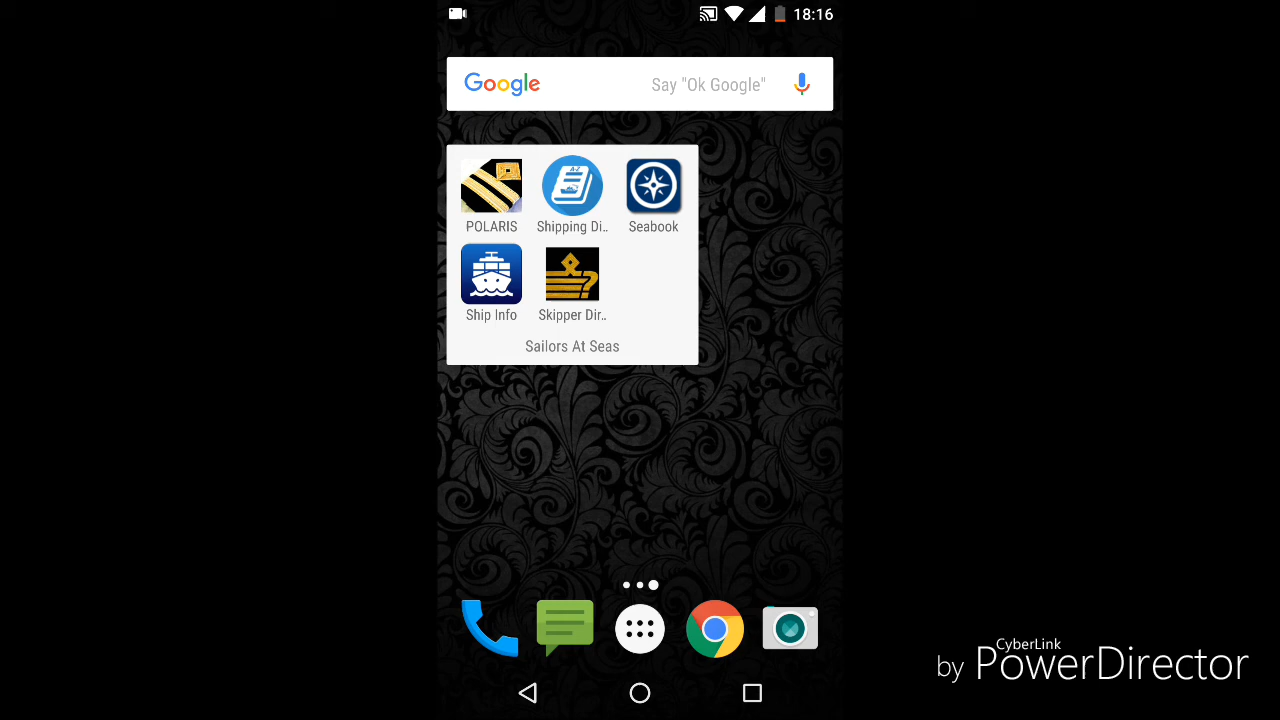 18:16
Google Say "Ok Google"
POLARIS Shipping Di.. Seabook
Ship Info Skipper Dir..
Sailors At Seas
CyberLink
by PowerDirector